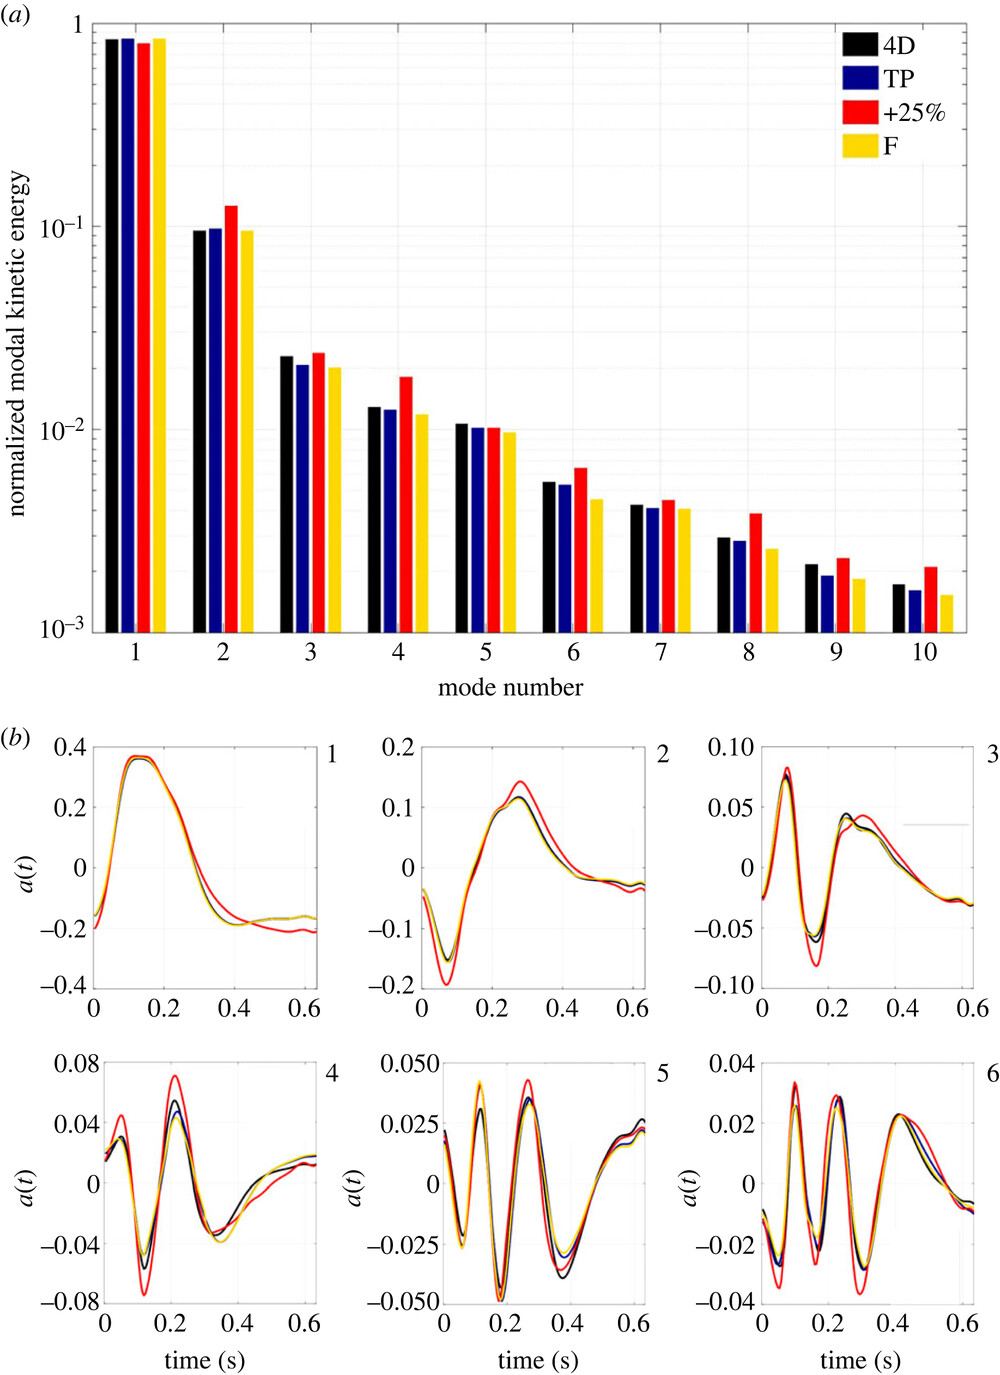 (a)
1
10–1
10–2
10–3
normalized modal kinetic energy
4D
TP
+25%
F
1 2 3 4 5 6 7 8 9 10
mode number
(b)
0.4
0.2
0
–0.2
–0.4
a(t)
1
0 0.2 0.4 0.6
0.2
0.1
0
–0.1
–0.2
2
0 0.2 0.4 0.6
0.10
0.05
0
–0.05
–0.10
3
0 0.2 0.4 0.6
0.08
0.04
0
–0.04
–0.08
a(t)
4
0 0.2 0.4 0.6
time (s)
0.050
0.025
0
–0.025
–0.050
a(t)
5
0 0.2 0.4 0.6
time (s)
0.04
0.02
0
–0.02
–0.04
a(t)
6
0 0.2 0.4 0.6
time (s)